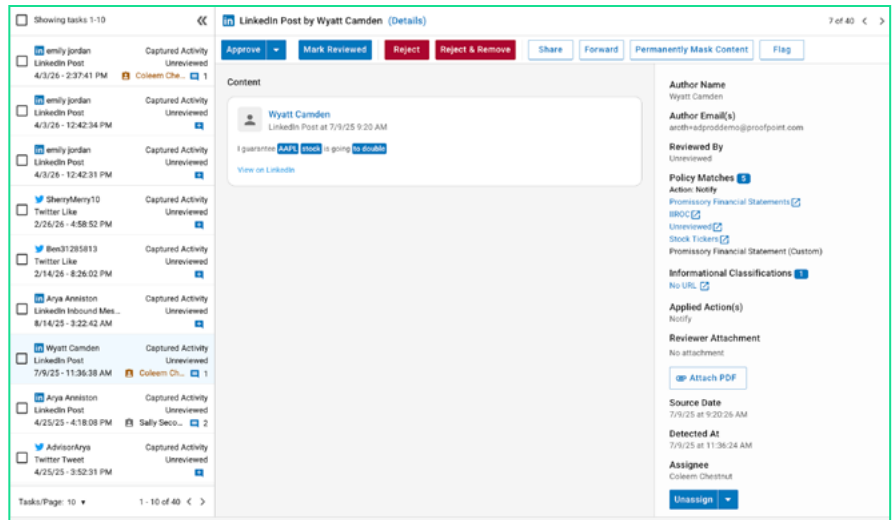 Showing tasks 1-10
emily jordan Captured Activity
LinkedIn Post Unreviewed
4/3/26 - 2:37:41 PM Coleem Che... 1
emily jordan Captured Activity
LinkedIn Post Unreviewed
4/3/26 - 12:42:34 PM
emily jordan Captured Activity
LinkedIn Post Unreviewed
4/3/26 - 12:42:31 PM
SherryMerry10 Captured Activity
Twitter Like Unreviewed
2/26/26 - 4:58:52 PM
Ben31285813 Captured Activity
Twitter Like Unreviewed
2/14/26 - 8:26:02 PM
Arya Anniston Captured Activity
LinkedIn Inbound Mes... Unreviewed
8/14/25 - 3:22:42 AM
Wyatt Camden Captured Activity
LinkedIn Post Unreviewed
7/9/25 - 11:36:38 AM Coleem Ch... 1
Arya Anniston Captured Activity
LinkedIn Post Unreviewed
4/25/25 - 4:18:08 PM Sally Seco... 2
AdvisorArya Captured Activity
Twitter Tweet Unreviewed
4/25/25 - 3:52:31 PM
Tasks/Page: 10 1 - 10 of 40 < >
in LinkedIn Post by Wyatt Camden (Details) 7 of 40 < >
Approve Mark Reviewed Reject Reject & Remove Share Forward Permanently Mask Content Flag
Content
Wyatt Camden
LinkedIn Post at 7/9/25 9:20 AM
I guarantee AAPL stock is going to double
View on LinkedIn
Author Name
Wyatt Camden
Author Email(s)
aroth+adproddemo@proofpoint.com
Reviewed By
Unreviewed
Policy Matches 5
Action: Notify
Promissory Financial Statements
BROC
Unreviewed
Stock Tickers
Promissory Financial Statement (Custom)
Informational Classifications 1
No URL
Applied Action(s)
Notify
Reviewer Attachment
No attachment
Attach PDF
Source Date
7/9/25 at 9:20:26 AM
Detected At
7/9/25 at 11:36:24 AM
Assignee
Coleem Chestnut
Unassign